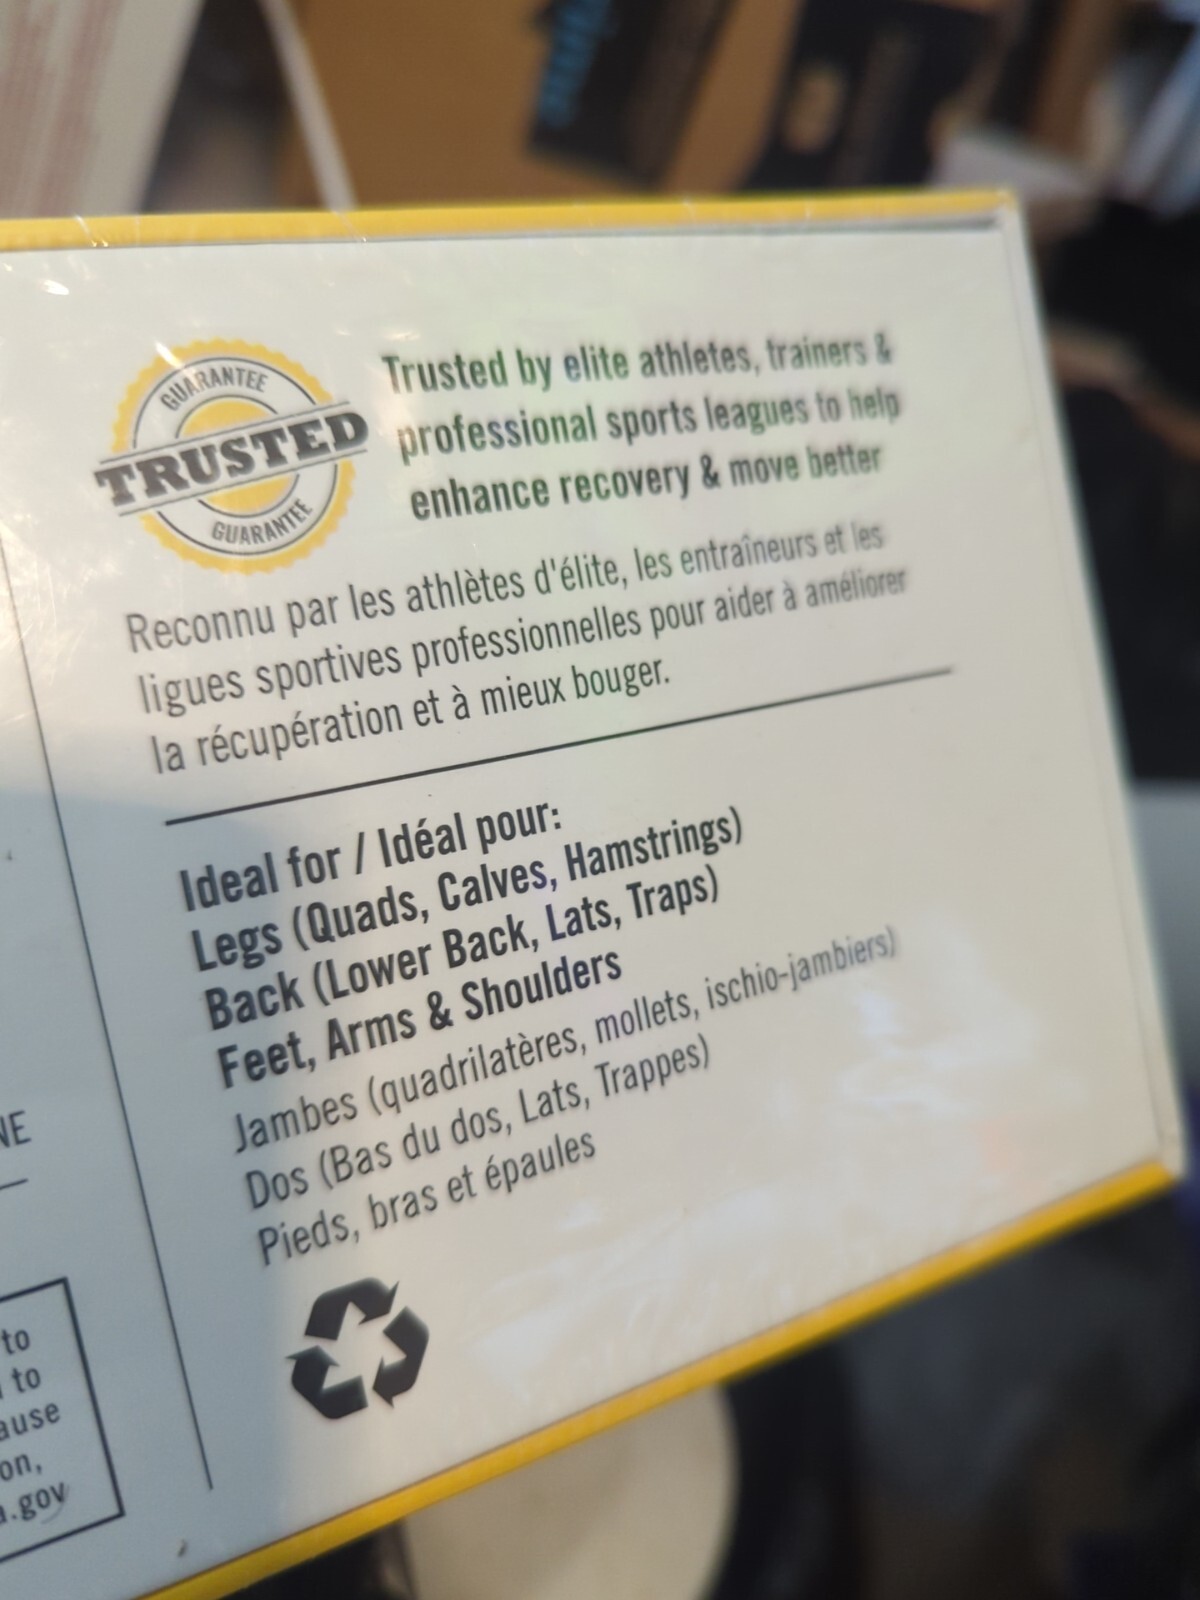 GUARANTEE
TRUSTED
GUARANTEE
Trusted by elite athletes, trainers &
professional sports leagues to help
enhance recovery & move better
Reconnu par les athlètes d'élite, les entraîneurs et les
ligues sportives professionnelles pour aider à améliorer
la récupération et à mieux bouger.
Ideal for / Idéal pour:
Legs (Quads, Calves, Hamstrings)
Back (Lower Back, Lats, Traps)
Feet, Arms & Shoulders
Jambes (quadrilatères, mollets, ischio-jambiers)
Dos (Bas du dos, Lats, Trappes)
Pieds, bras et épaules
NE
to
to
ause
on,
.gov